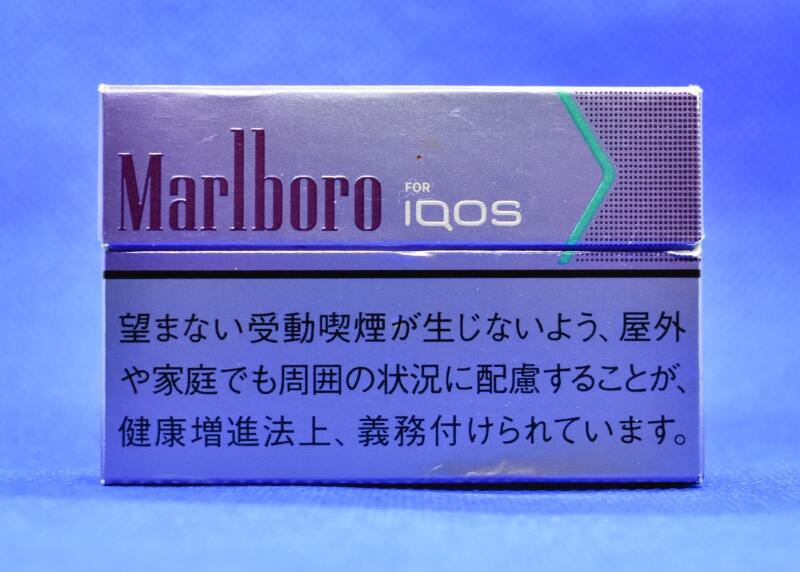 Marlboro
FOR
IQOS
望まない受動喫煙が生じないよう、屋外
や家庭でも周囲の状況に配慮することが、
健康増進法上、義務付けられています。